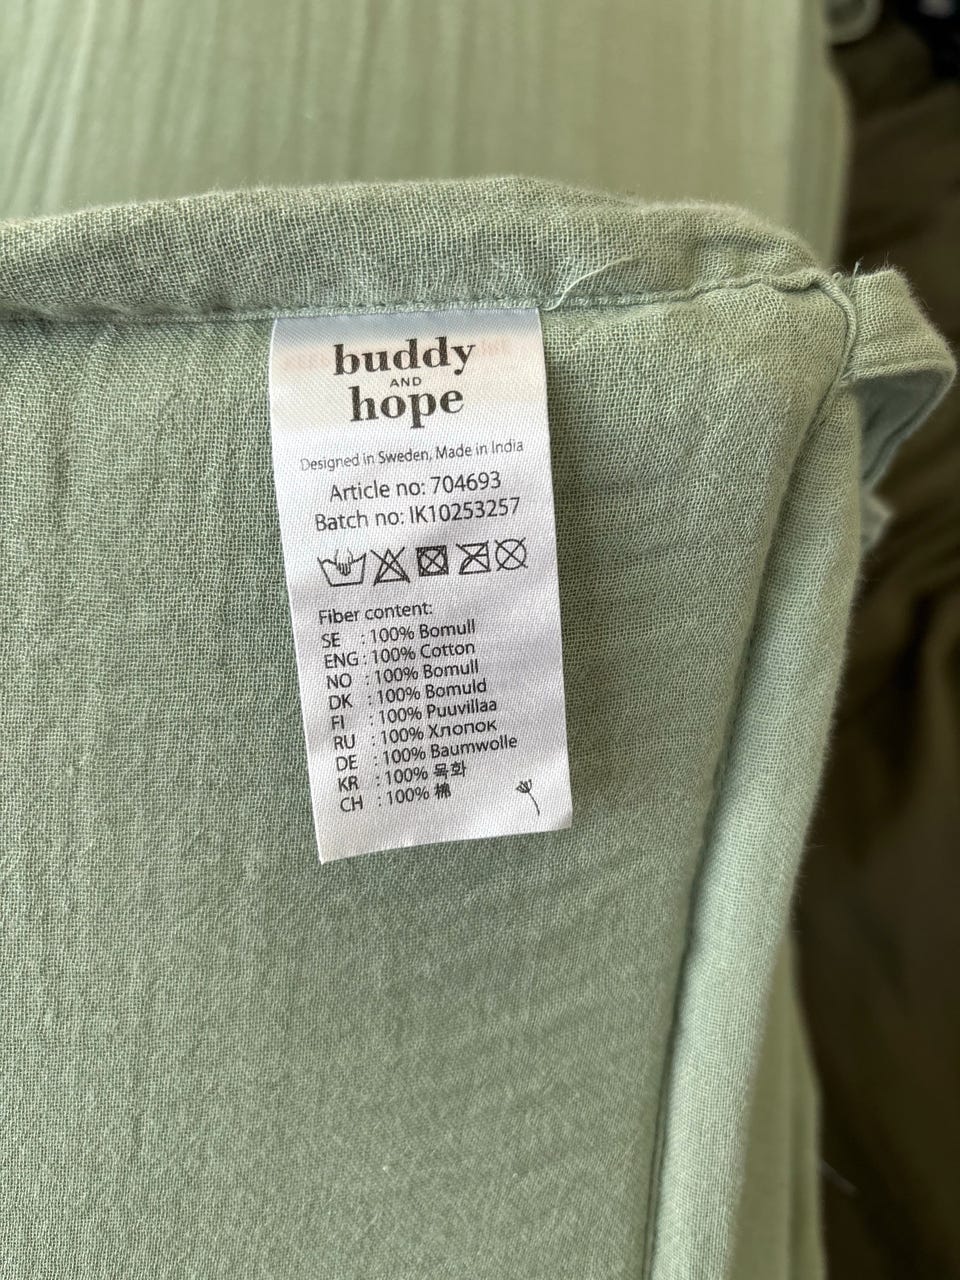 buddy
AND
hope
Designed in Sweden, Made in India
Article no: 704693
Batch no: IK10253257
Fiber content:
SE : 100% Bomull
ENG : 100% Cotton
NO : 100% Bomull
DK : 100% Bomuld
FI : 100% Puuvillaa
RU : 100% Хлопок
DE : 100% Baumwolle
KR : 100% 목화
CH : 100% 棉